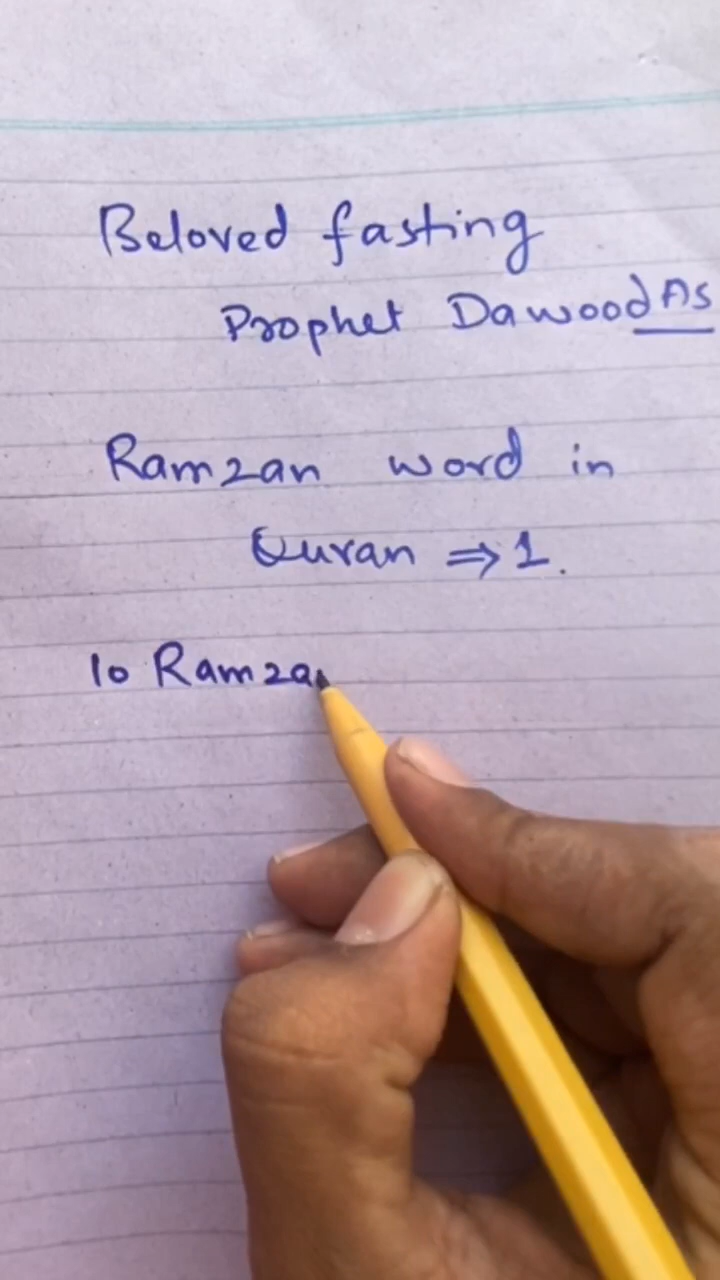 Beloved fasting
Prophet Dawood As
Ramzan word in
Quran ⇒ 1.
10 Ramza